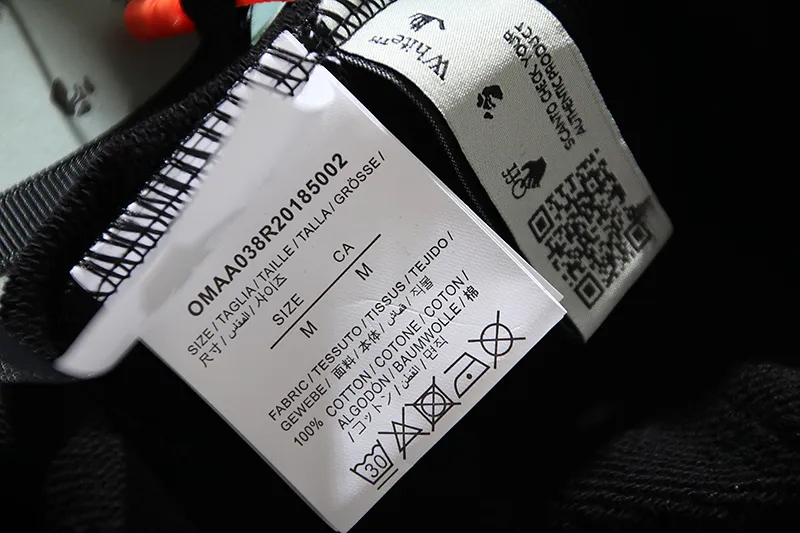 OMAA038R20185002
SIZE / TAGLIA / TAILLE / TALLA / GRÖSSE /
尺寸 / المقاس / 사이즈
SIZE CA
M M
FABRIC / TESSUTO / TISSUS / TEJIDO /
GEWEBE / 面料 / 本体 / قماش / 직물
100% COTTON / COTONE / COTON /
ALGODÓN / BAUMWOLLE / 棉
/ コットン / القطن / 면직
30
White™
SCAN TO CHECK YOUR
AUTHENTIC PRODUCT